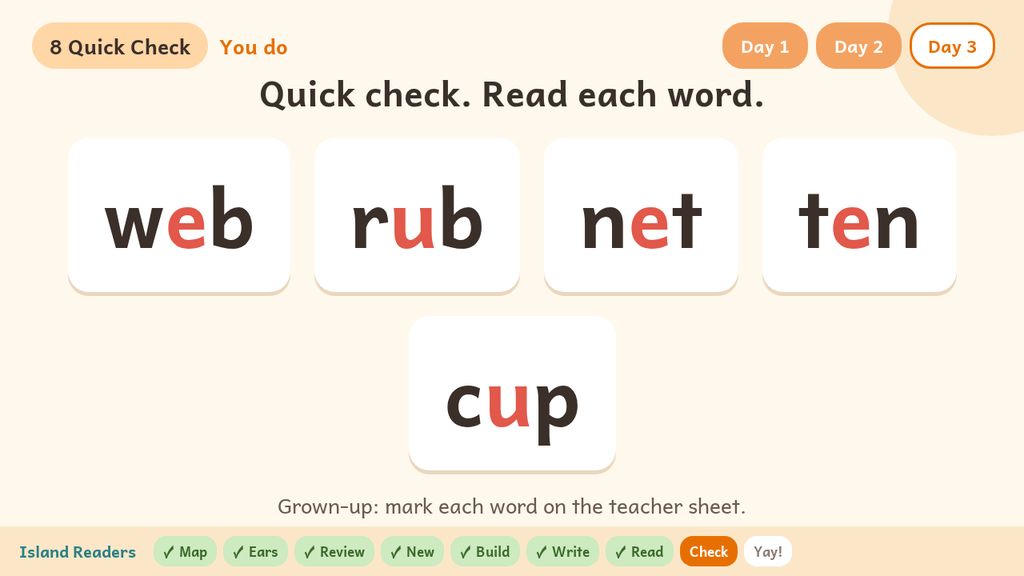 8 Quick Check You do Day 1 Day 2 Day 3
Quick check. Read each word.
web rub net ten
cup
Grown-up: mark each word on the teacher sheet.
Island Readers ✓ Map ✓ Ears ✓ Review ✓ New ✓ Build ✓ Write ✓ Read Check Yay!